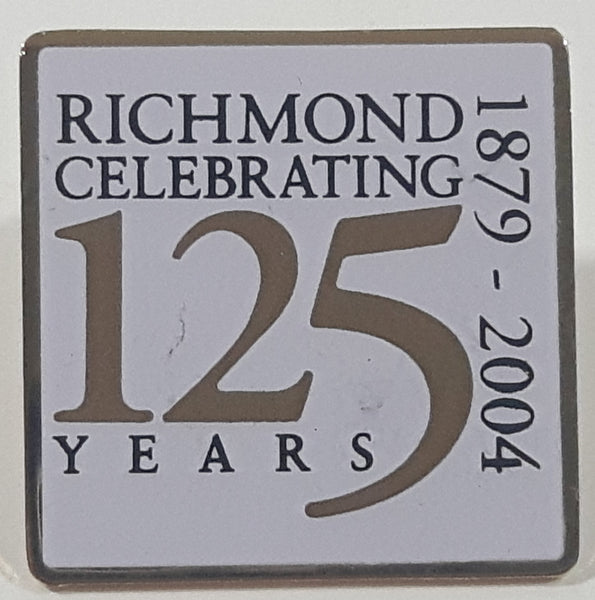 RICHMOND
CELEBRATING
125
YEARS
1879 - 2004